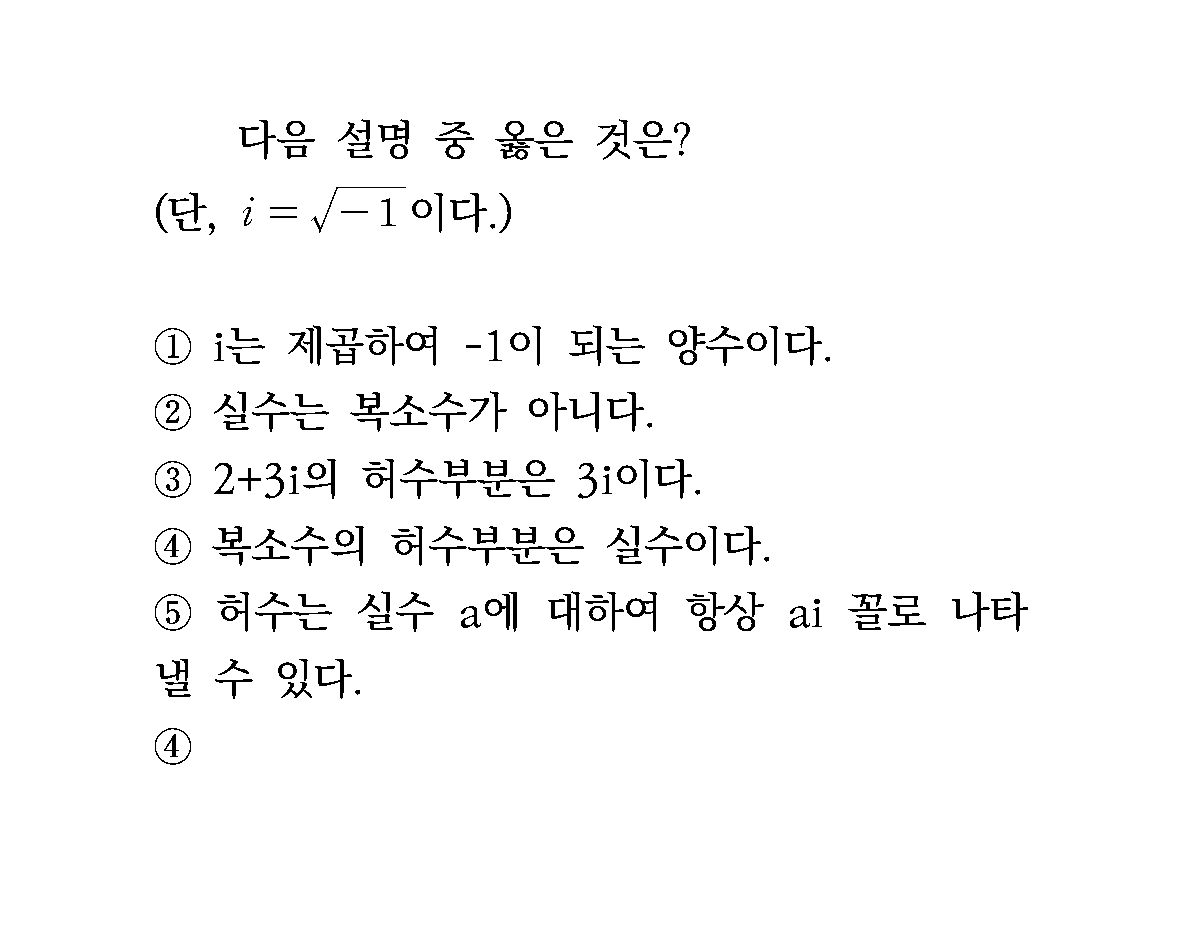 다음 설명 중 옳은 것은?
(단, i = √-1 이다.)
① i는 제곱하여 -1이 되는 양수이다.
② 실수는 복소수가 아니다.
③ 2+3i의 허수부분은 3i이다.
④ 복소수의 허수부분은 실수이다.
⑤ 허수는 실수 a에 대하여 항상 ai 꼴로 나타
낼 수 있다.
④